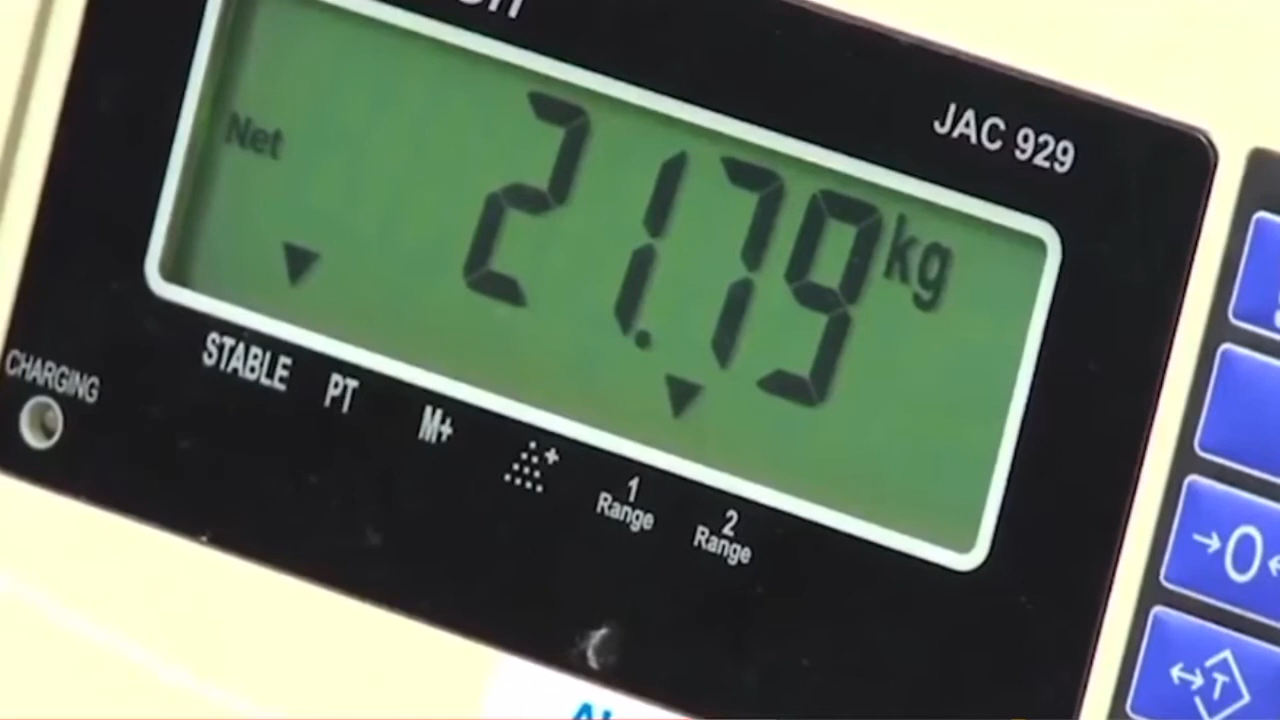 JAC 929
Net
21.79 kg
STABLE PT M+
1 Range
2 Range
CHARGING
→0←
T